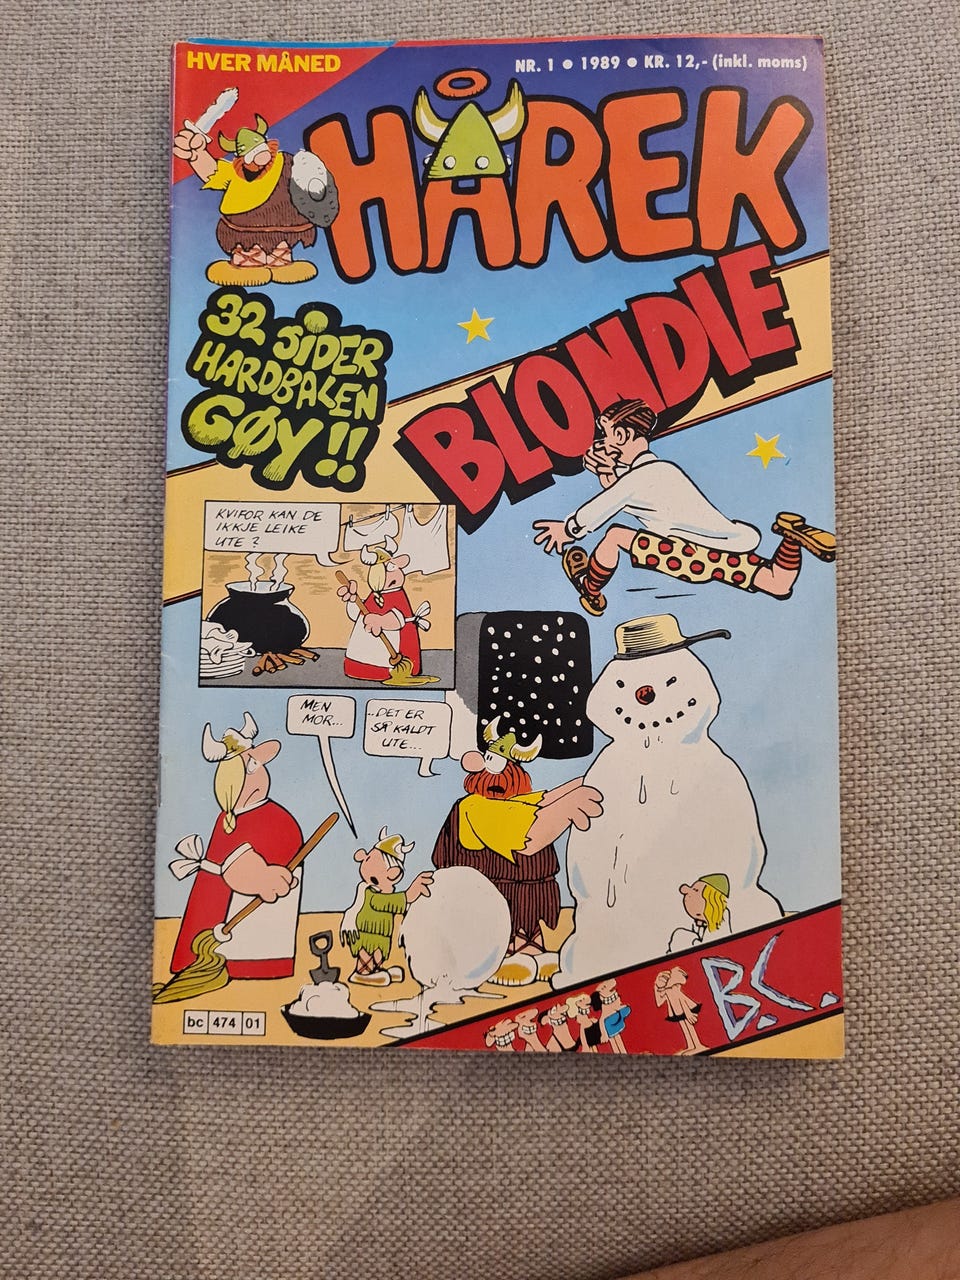 HVER MÅNED
NR. 1 • 1989 • KR. 12,- (inkl. moms)
HÅREK
BLONDIE
32 SIDER
HARDBALEN
GØY!!
KVIFOR KAN DE
IKKJE LEIKE
UTE ?
MEN
MOR...
..DET ER
SÅ KALDT
UTE...
B.C.
bc 474 01